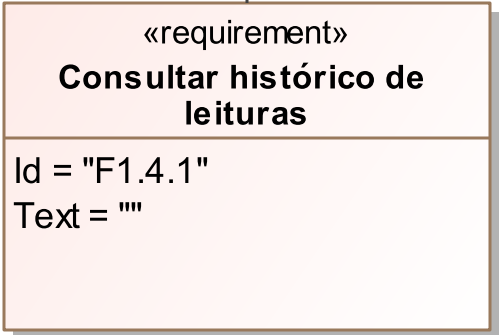 «requirement»
Consultar histórico de
leituras
Id = "F1.4.1"
Text = ""